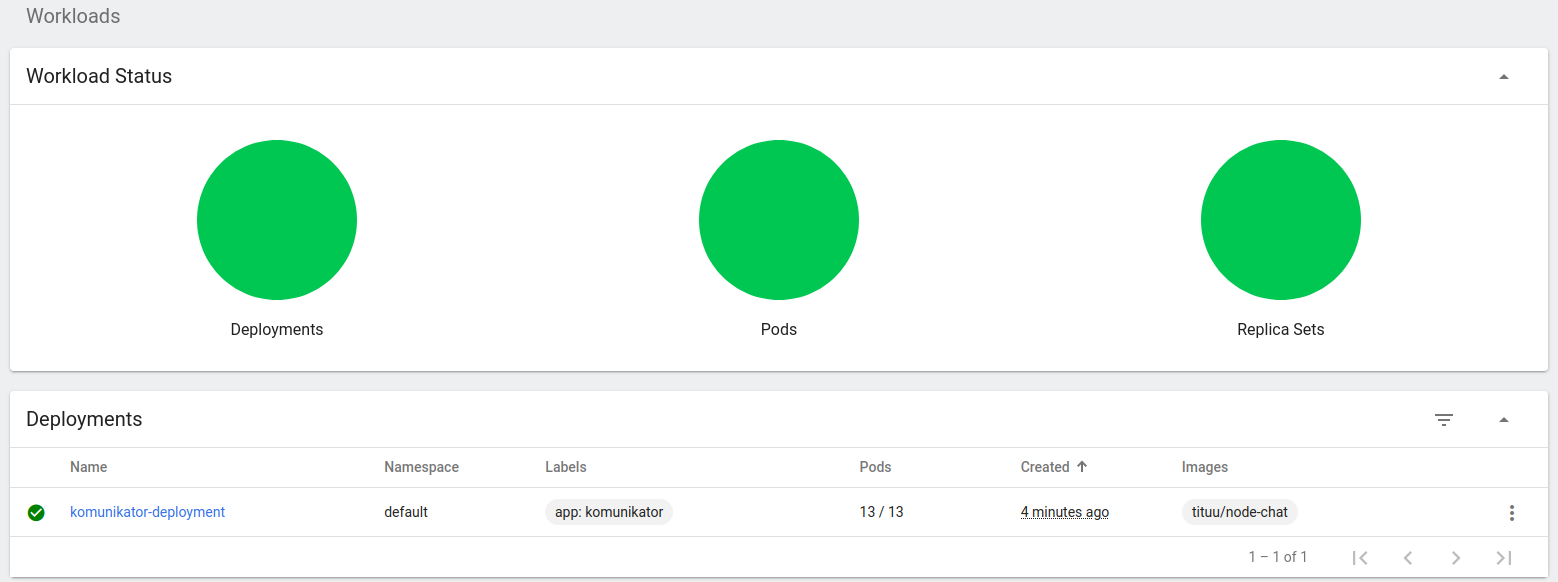 Workloads
Workload Status
Deployments Pods Replica Sets
Deployments
Name Namespace Labels Pods Created Images
komunikator-deployment default app: komunikator 13 / 13 4 minutes ago tituu/node-chat
1 – 1 of 1